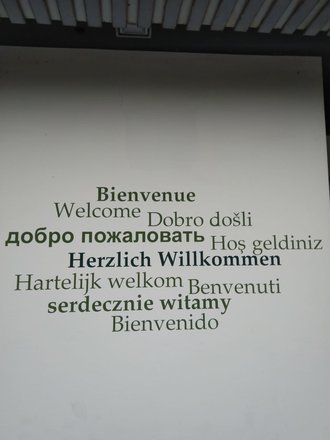 Bienvenue
Welcome Dobro došli
добро пожаловать Hoş geldiniz
Herzlich Willkommen
Hartelijk welkom Benvenuti
serdecznie witamy
Bienvenido